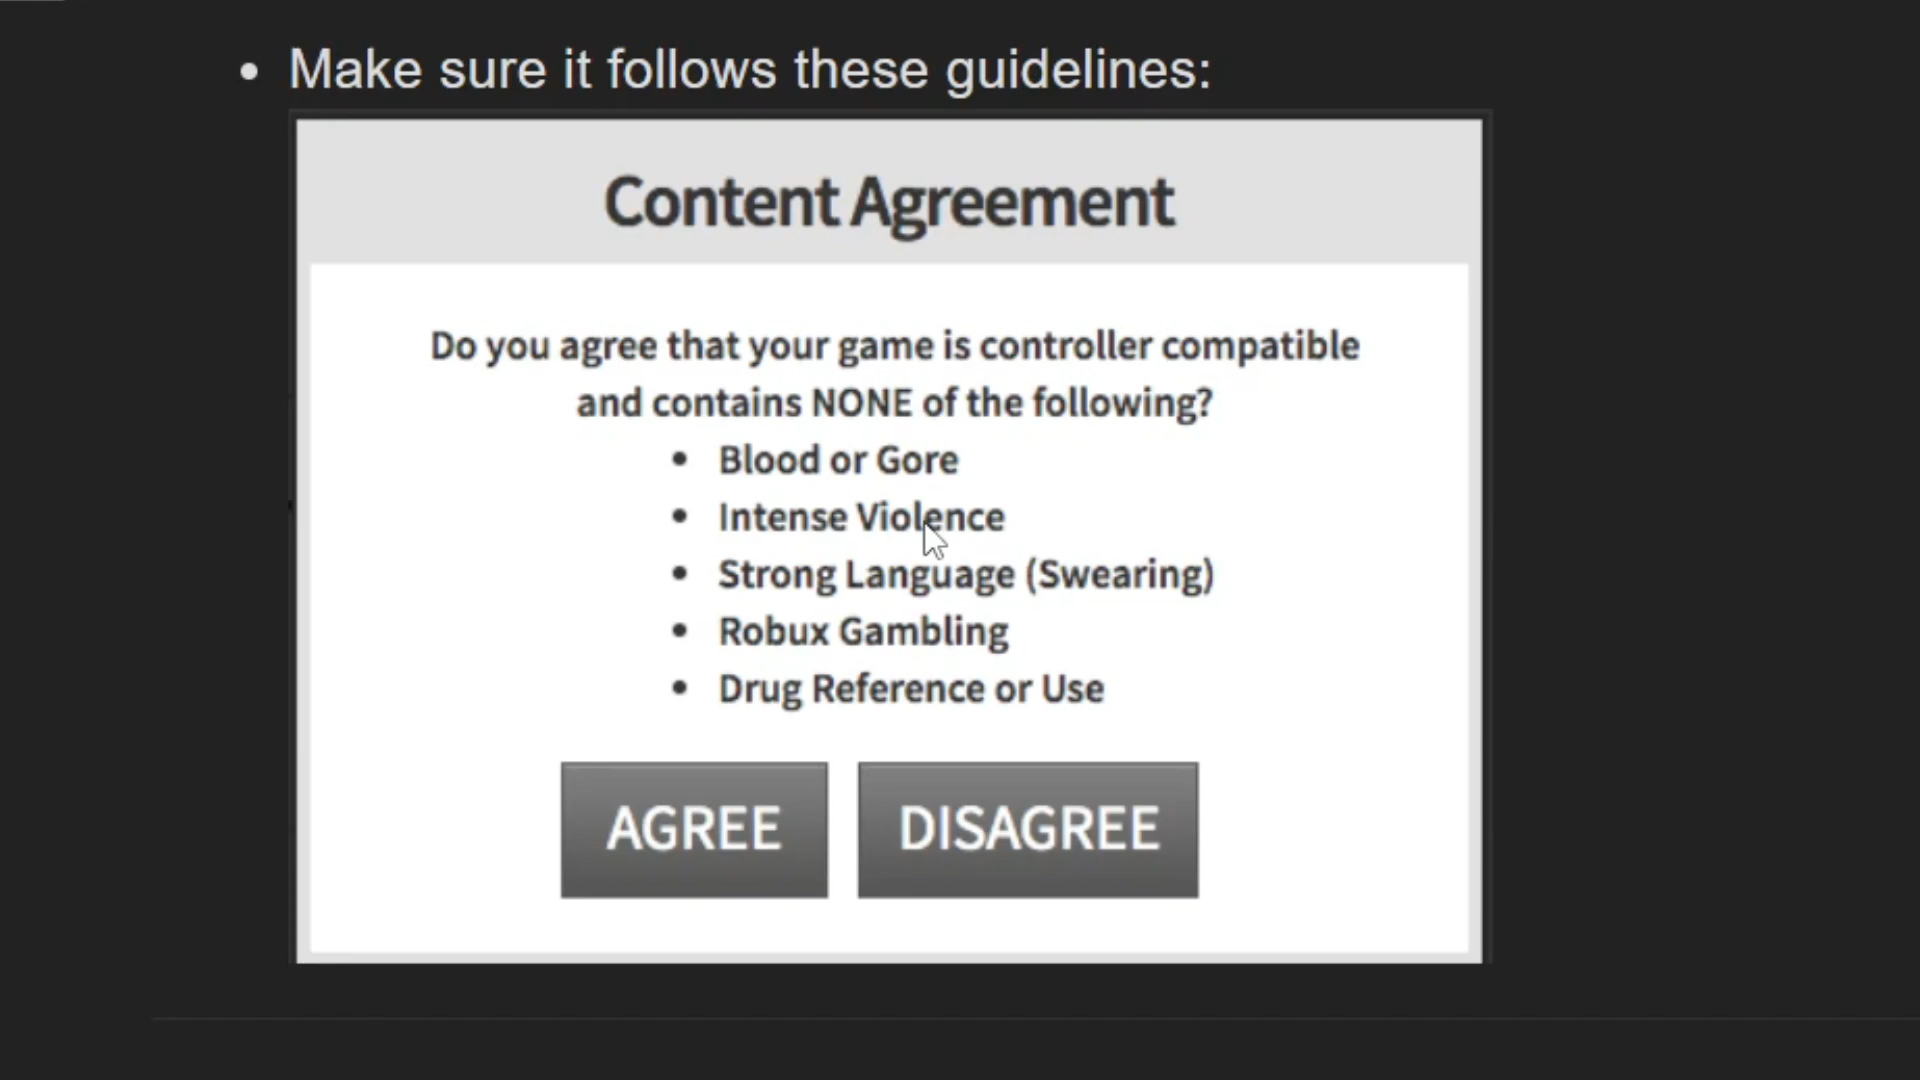 • Make sure it follows these guidelines:
Content Agreement
Do you agree that your game is controller compatible
and contains NONE of the following?
• Blood or Gore
• Intense Violence
• Strong Language (Swearing)
• Robux Gambling
• Drug Reference or Use
AGREE DISAGREE